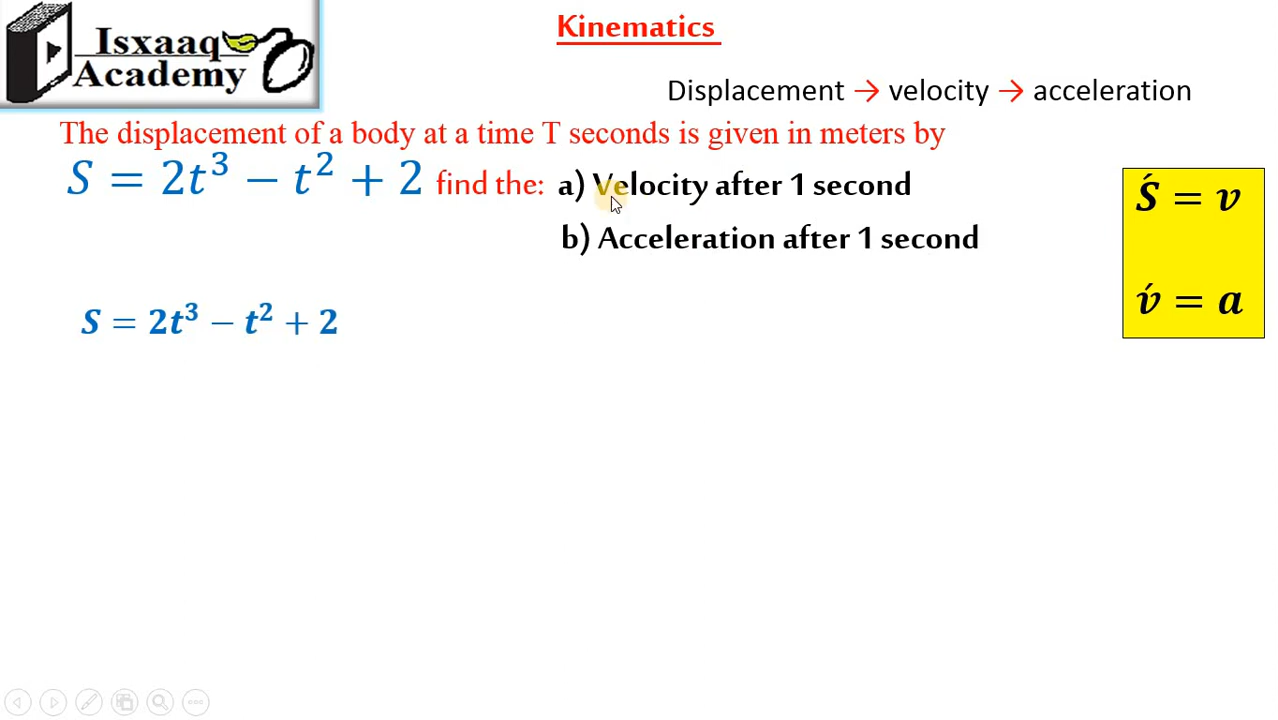 Isxaaq
Academy
Kinematics
Displacement → velocity → acceleration
The displacement of a body at a time T seconds is given in meters by
S = 2t³ − t² + 2 find the: a) Velocity after 1 second
b) Acceleration after 1 second
Ś = v
v́ = a
S = 2t³ − t² + 2